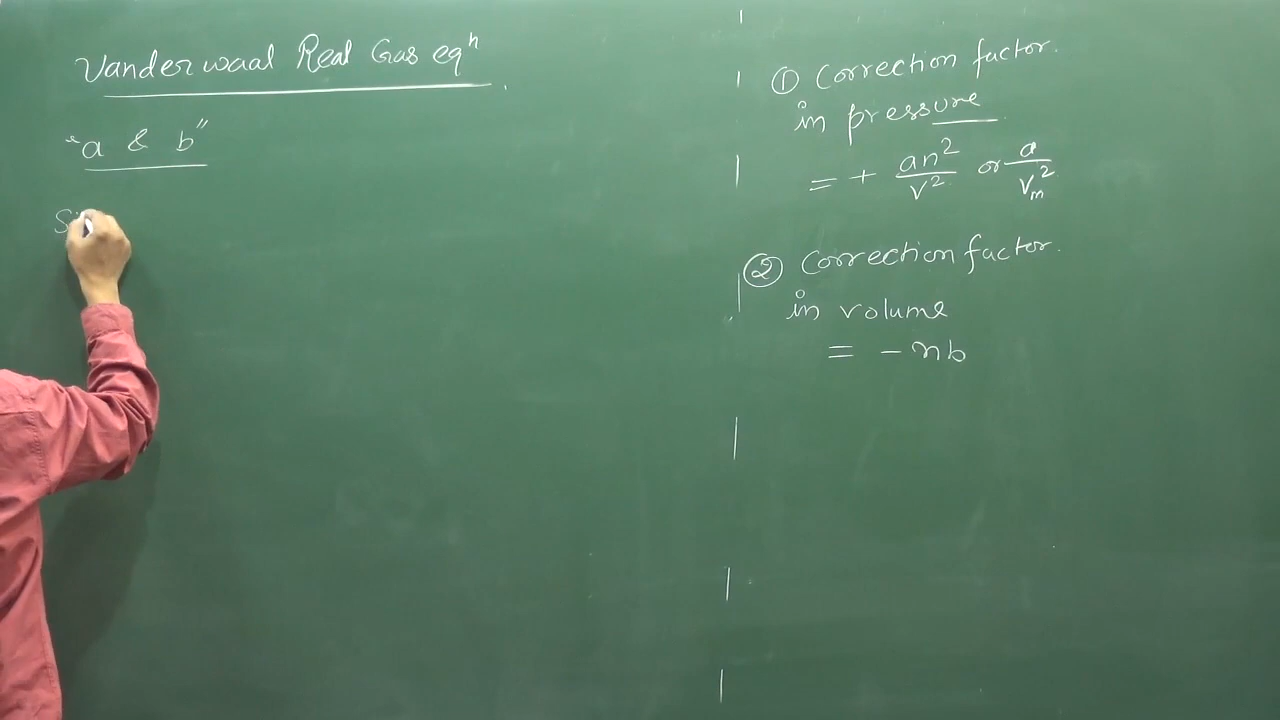 Vanderwaal Real Gas eqⁿ
"a & b"
① Correction factor.
in pressure
= + an²/V² or a/Vₘ²
② Correction factor.
in volume
= - nb